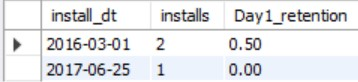 install_dt installs Day1_retention
2016-03-01 2 0.50
2017-06-25 1 0.00